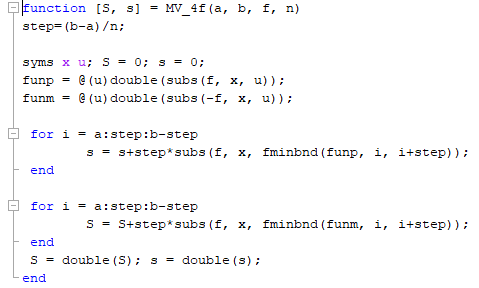 function [S, s] = MV_4f(a, b, f, n)
step=(b-a)/n;
syms x u; S = 0; s = 0;
funp = @(u)double(subs(f, x, u));
funm = @(u)double(subs(-f, x, u));
for i = a:step:b-step
s = s+step*subs(f, x, fminbnd(funp, i, i+step));
end
for i = a:step:b-step
S = S+step*subs(f, x, fminbnd(funm, i, i+step));
end
S = double(S); s = double(s);
end